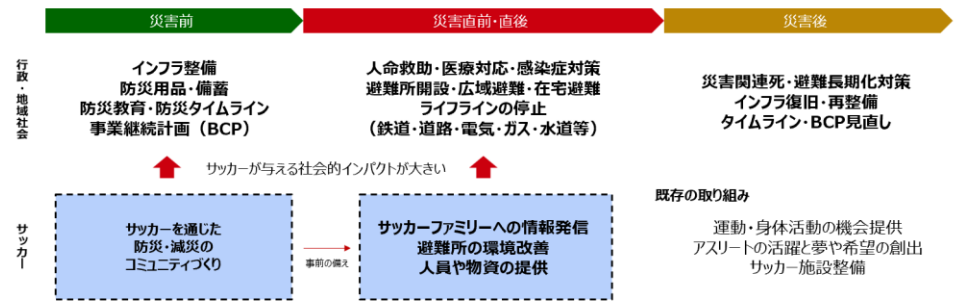 災害前
災害直前・直後
災害後
行政・地域社会
インフラ整備
防災用品・備蓄
防災教育・防災タイムライン
事業継続計画（BCP）
人命救助・医療対応・感染症対策
避難所開設・広域避難・在宅避難
ライフラインの停止
（鉄道・道路・電気・ガス・水道等）
災害関連死・避難長期化対策
インフラ復旧・再整備
タイムライン・BCP見直し
サッカーが与える社会的インパクトが大きい
サッカー
サッカーを通じた
防災・減災の
コミュニティづくり
事前の備え
サッカーファミリーへの情報発信
避難所の環境改善
人員や物資の提供
既存の取り組み
運動・身体活動の機会提供
アスリートの活躍と夢や希望の創出
サッカー施設整備